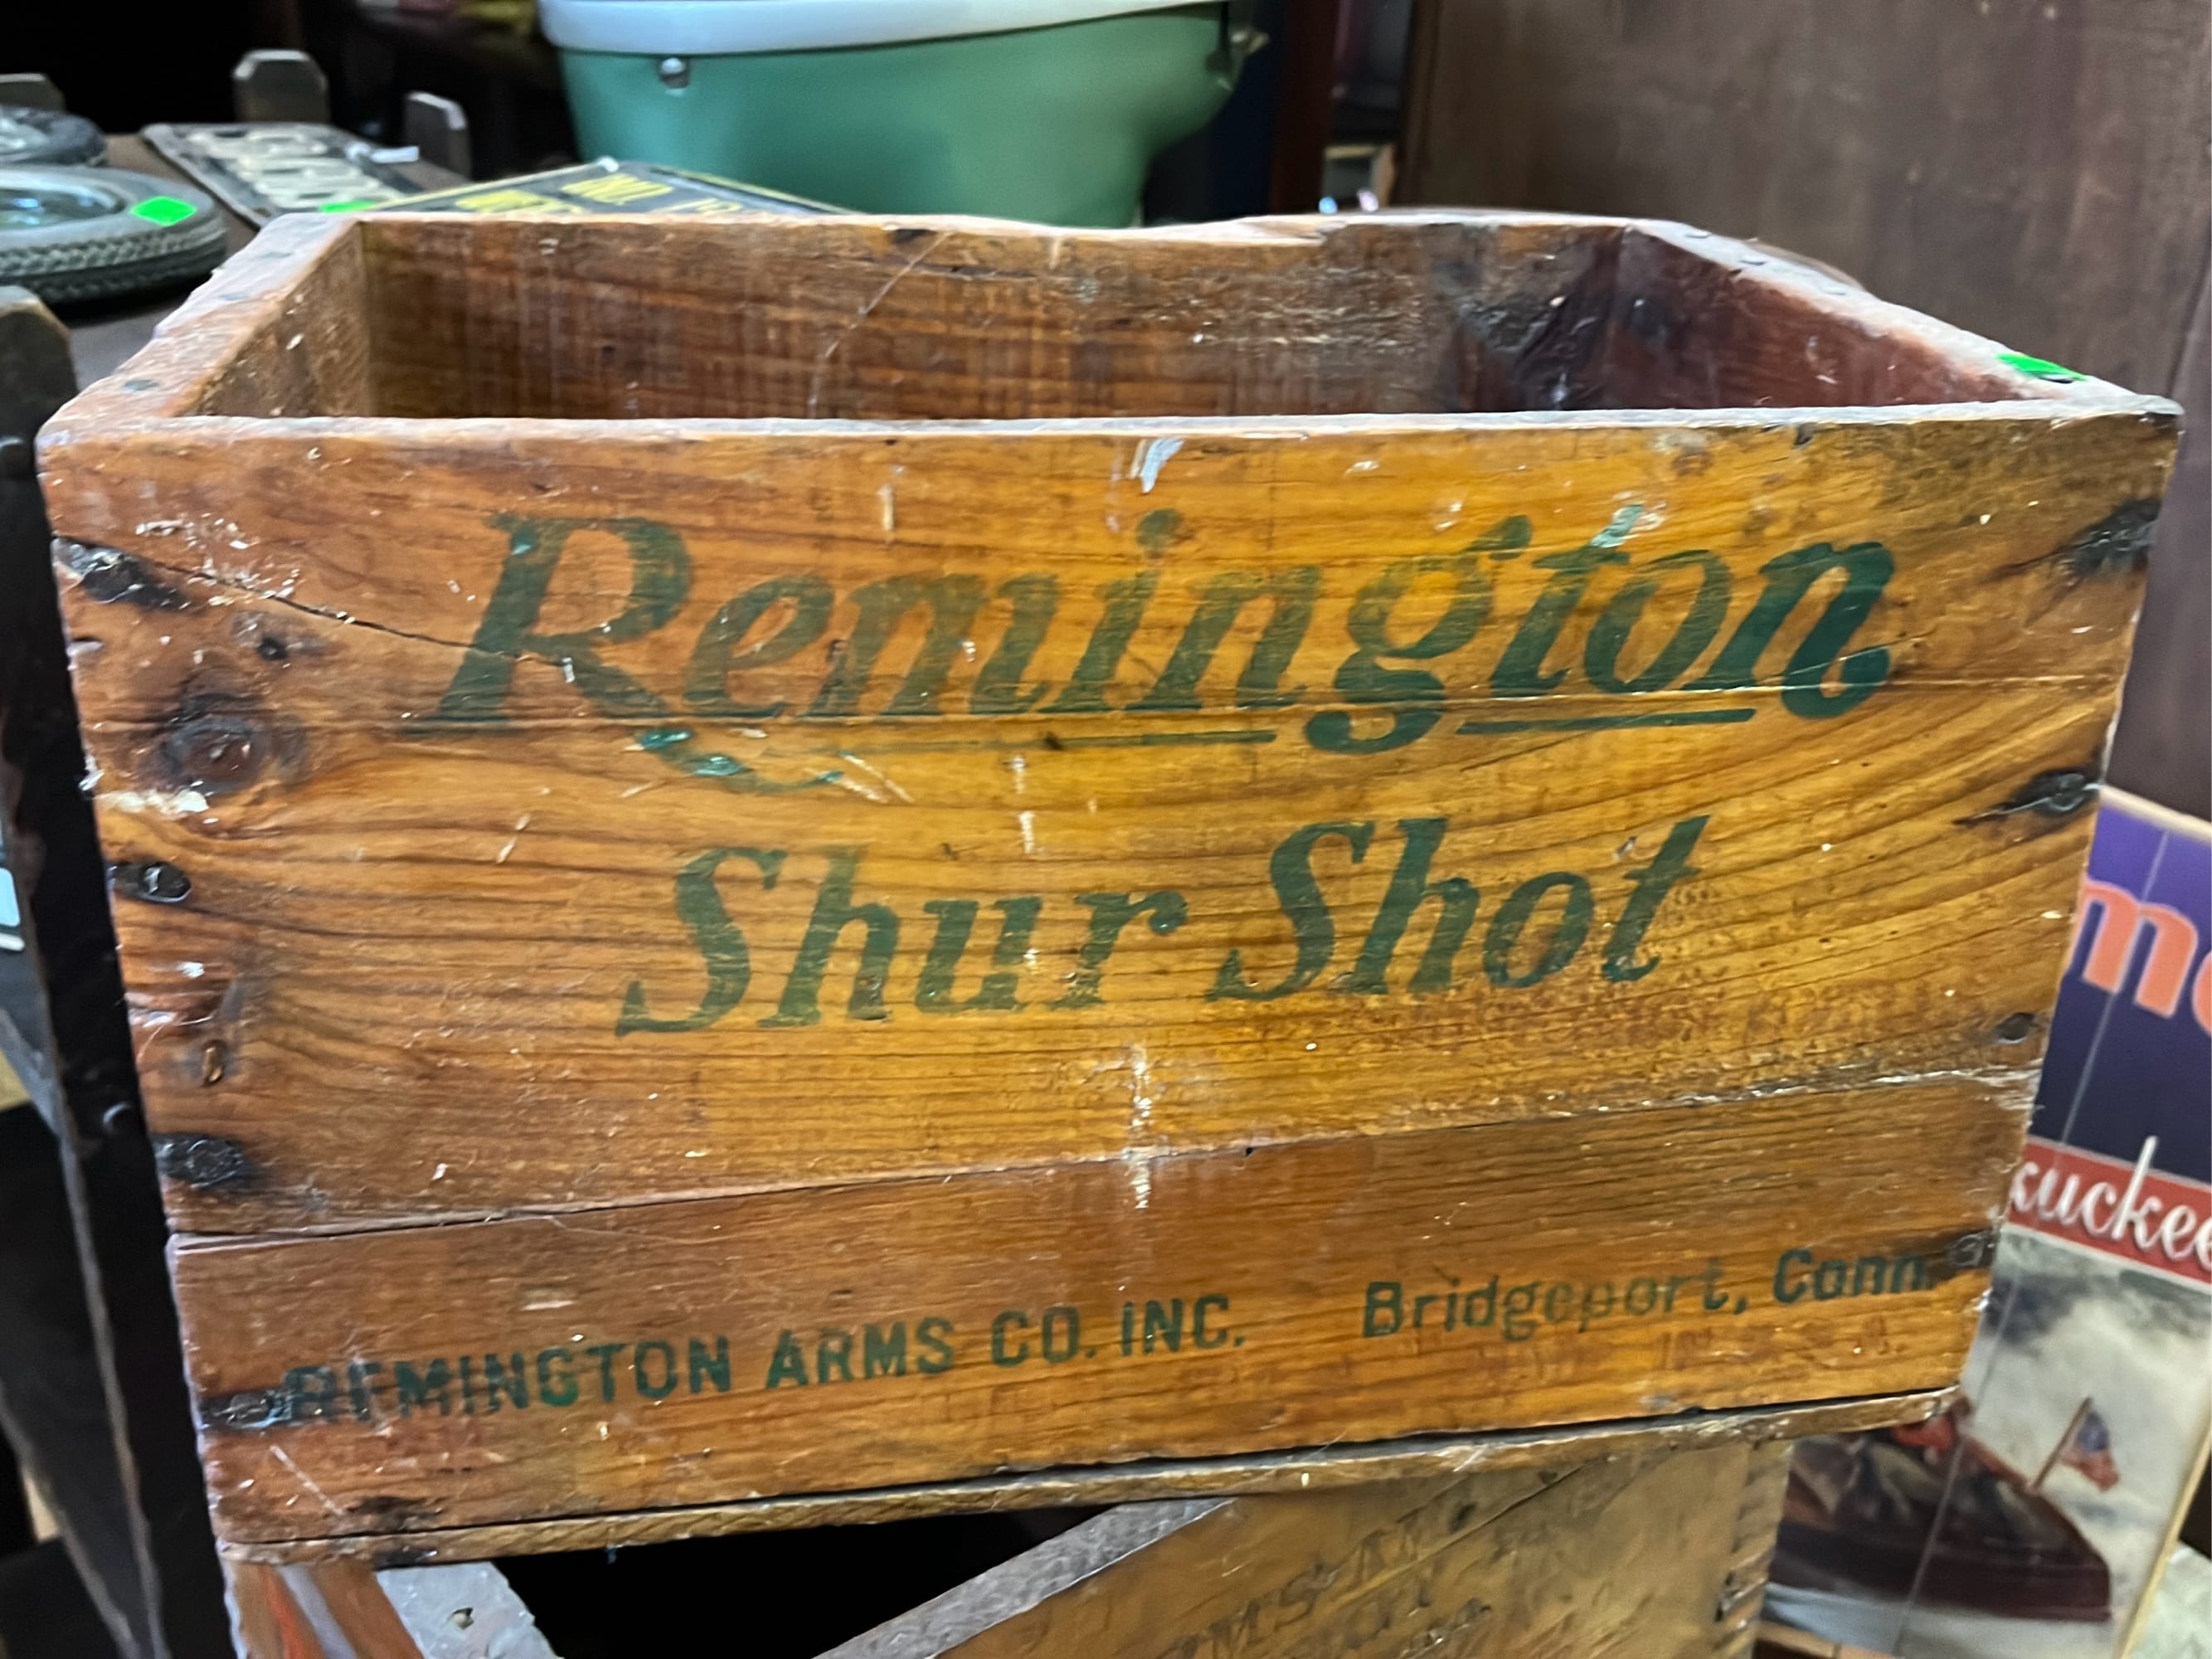 Remington
Shur Shot
REMINGTON ARMS CO. INC. Bridgeport, Conn.